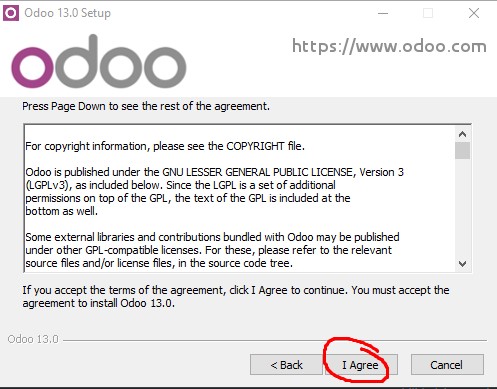 Odoo 13.0 Setup
odoo
https://www.odoo.com
Press Page Down to see the rest of the agreement.
For copyright information, please see the COPYRIGHT file.
Odoo is published under the GNU LESSER GENERAL PUBLIC LICENSE, Version 3
(LGPLv3), as included below. Since the LGPL is a set of additional
permissions on top of the GPL, the text of the GPL is included at the
bottom as well.
Some external libraries and contributions bundled with Odoo may be published
under other GPL-compatible licenses. For these, please refer to the relevant
source files and/or license files, in the source code tree.
If you accept the terms of the agreement, click I Agree to continue. You must accept the
agreement to install Odoo 13.0.
Odoo 13.0
< Back I Agree Cancel